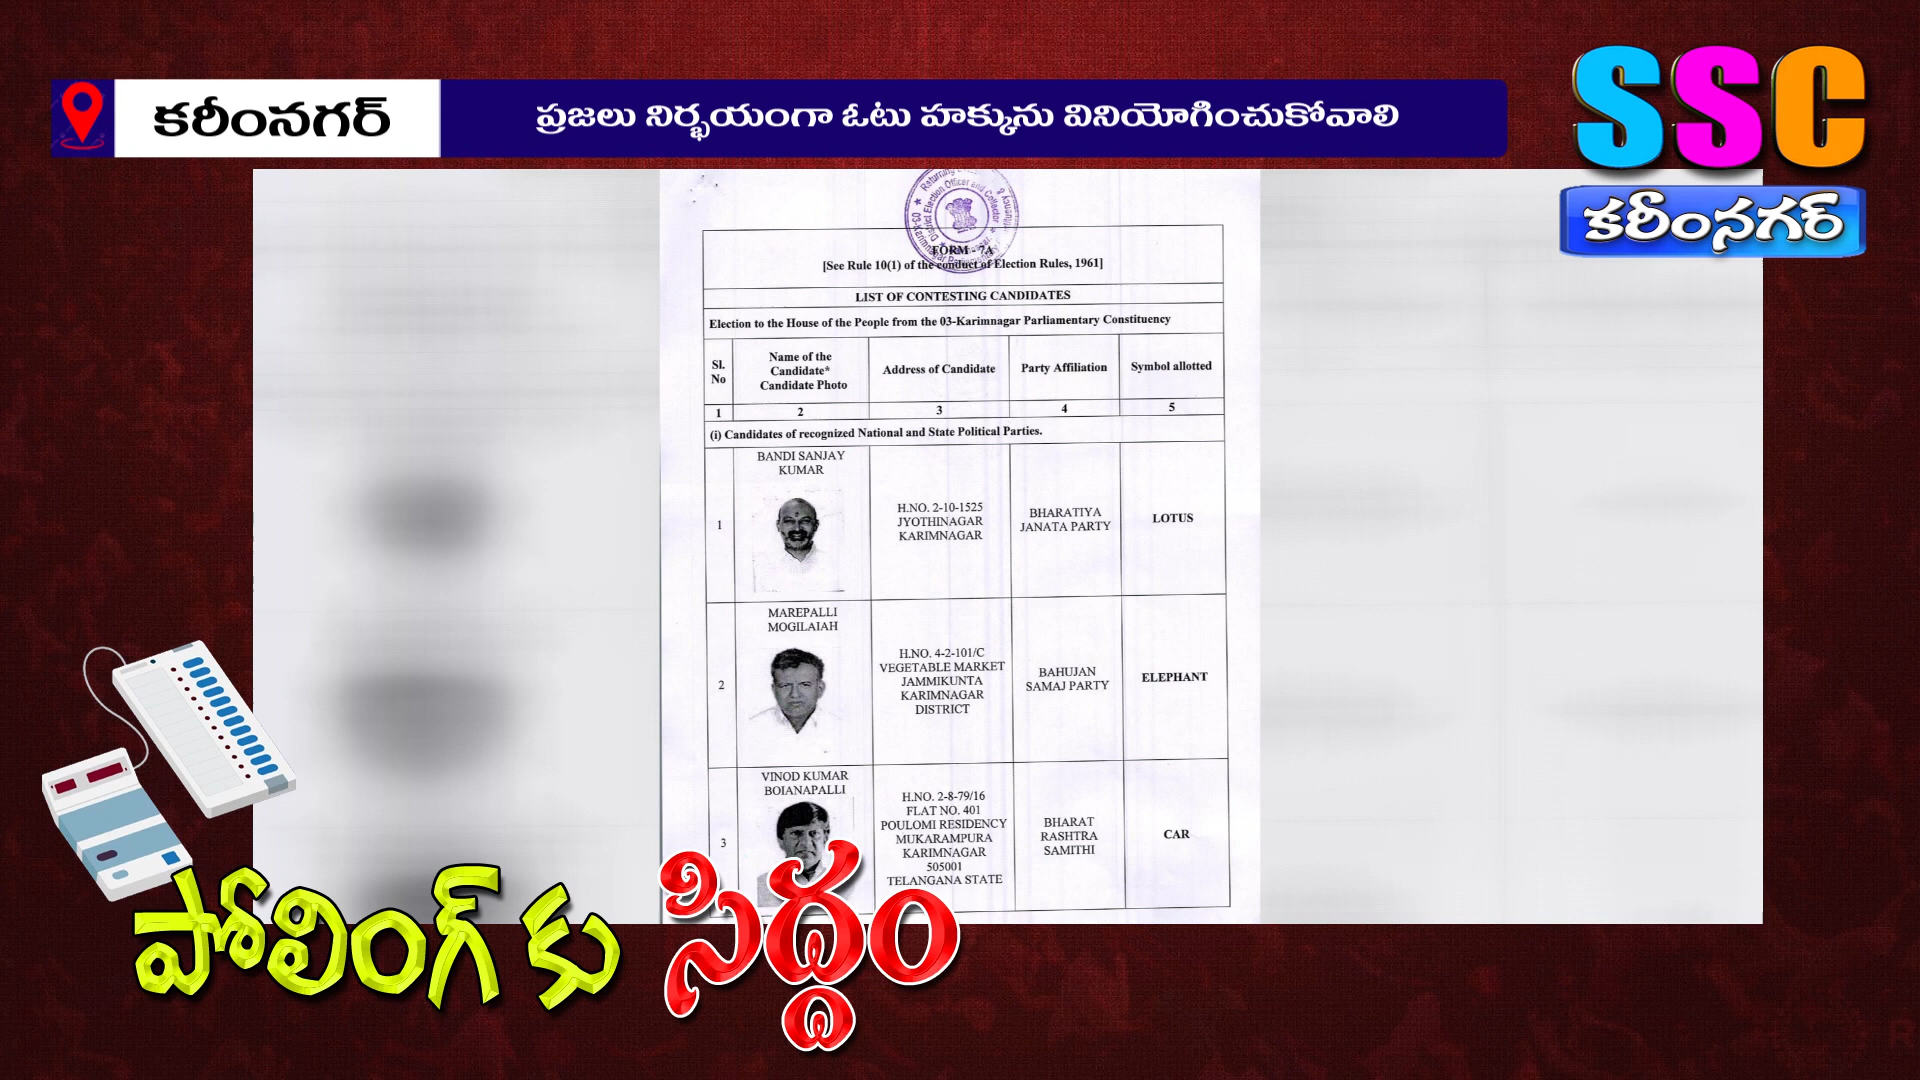 కరీంనగర్
ప్రజలు నిర్భయంగా ఓటు హక్కును వినియోగించుకోవాలి
SSC
కరీంనగర్
FORM - 7A
[See Rule 10(1) of the conduct of Election Rules, 1961]
LIST OF CONTESTING CANDIDATES
Election to the House of the People from the 03-Karimnagar Parliamentary Constituency
Sl. No
Name of the Candidate* Candidate Photo
Address of Candidate
Party Affiliation
Symbol allotted
1 2 3 4 5
(i) Candidates of recognized National and State Political Parties.
1
BANDI SANJAY
KUMAR
H.NO. 2-10-1525
JYOTHINAGAR
KARIMNAGAR
BHARATIYA
JANATA PARTY
LOTUS
2
MAREPALLI
MOGILAIAH
H.NO. 4-2-101/C
VEGETABLE MARKET
JAMMIKUNTA
KARIMNAGAR
DISTRICT
BAHUJAN
SAMAJ PARTY
ELEPHANT
3
VINOD KUMAR
BOIANAPALLI
H.NO. 2-8-79/16
FLAT NO. 401
POULOMI RESIDENCY
MUKARAMPURA
KARIMNAGAR
505001
TELANGANA STATE
BHARAT
RASHTRA
SAMITHI
CAR
పోలింగ్ కు సిద్ధం